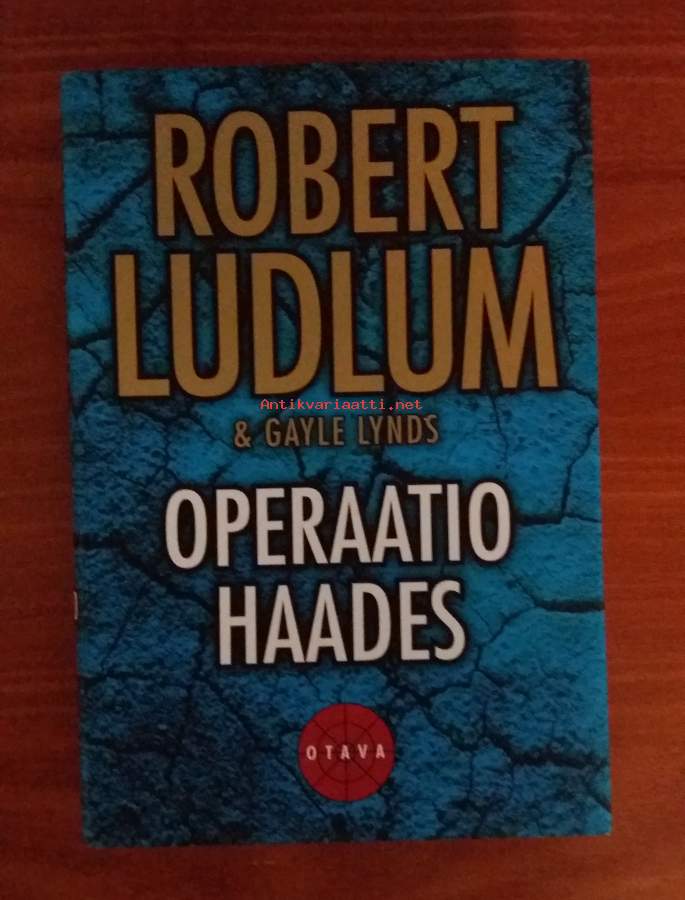 ROBERT
LUDLUM
Antikvariaatti.net
& GAYLE LYNDS
OPERAATIO
HAADES
OTAVA